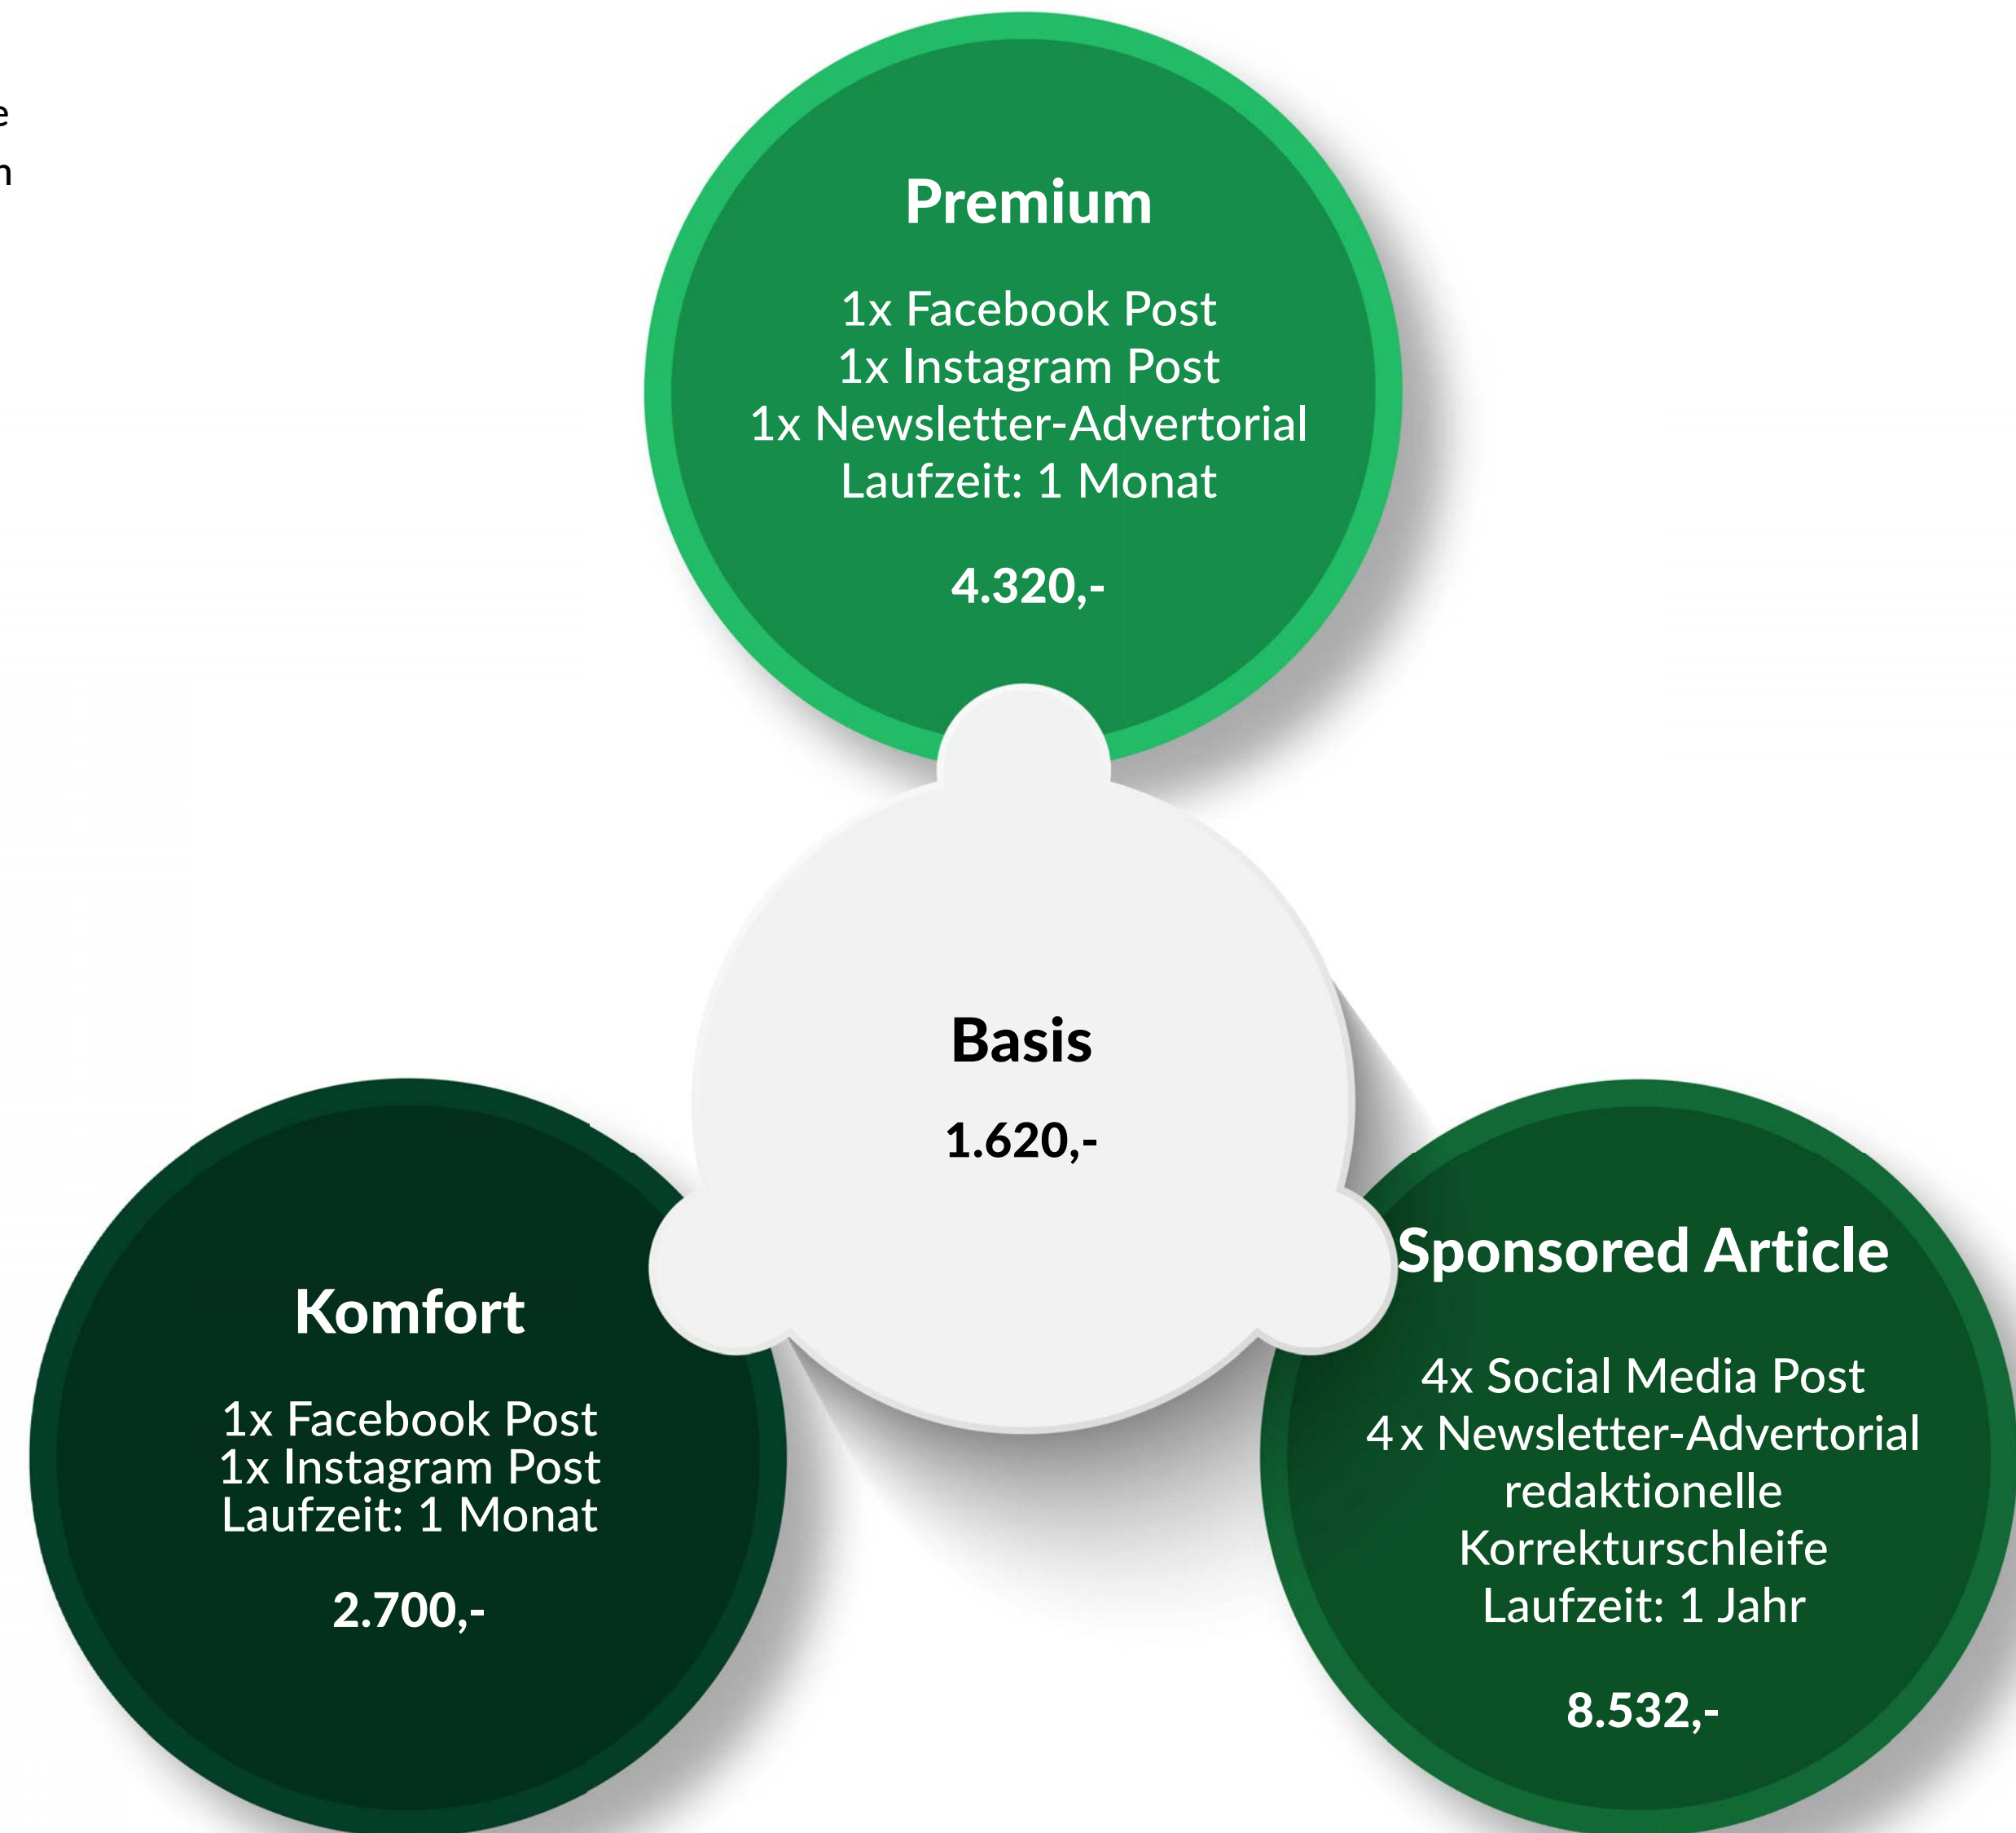 e
n
Premium
1x Facebook Post
1x Instagram Post
1x Newsletter-Advertorial
Laufzeit: 1 Monat
4.320,-
Basis
1.620,-
Komfort
1x Facebook Post
1x Instagram Post
Laufzeit: 1 Monat
2.700,-
Sponsored Article
4x Social Media Post
4x Newsletter-Advertorial
redaktionelle
Korrekturschleife
Laufzeit: 1 Jahr
8.532,-